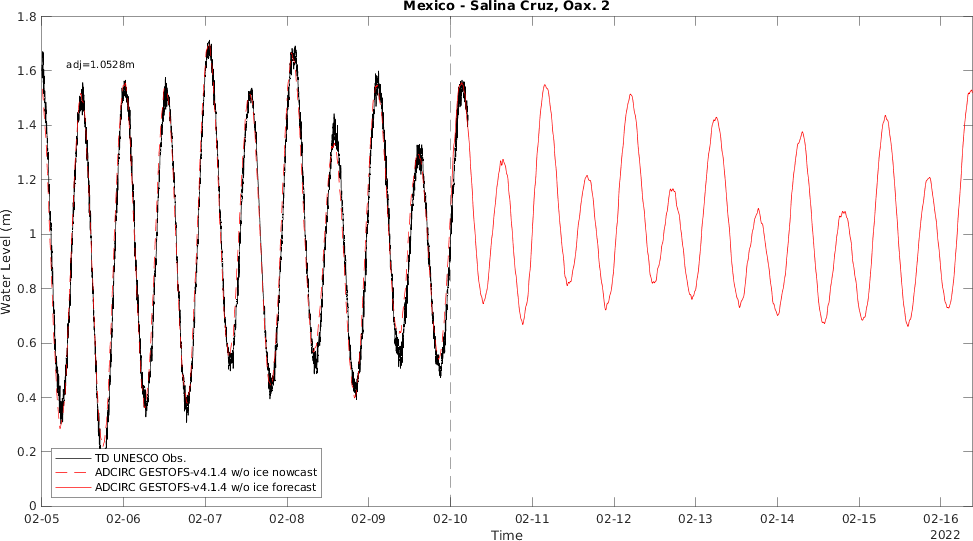 Mexico - Salina Cruz, Oax. 2
adj=1.0528m
Water Level (m)
1.8
1.6
1.4
1.2
1
0.8
0.6
0.4
0.2
0
TD UNESCO Obs.
ADCIRC GESTOFS-v4.1.4 w/o ice nowcast
ADCIRC GESTOFS-v4.1.4 w/o ice forecast
02-05 02-06 02-07 02-08 02-09 02-10 02-11 02-12 02-13 02-14 02-15 02-16
Time
2022